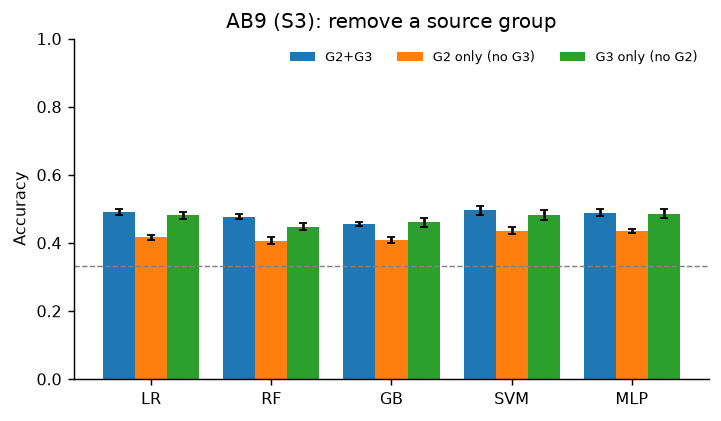 AB9 (S3): remove a source group
G2+G3 G2 only (no G3) G3 only (no G2)
Accuracy
1.0
0.8
0.6
0.4
0.2
0.0
LR RF GB SVM MLP